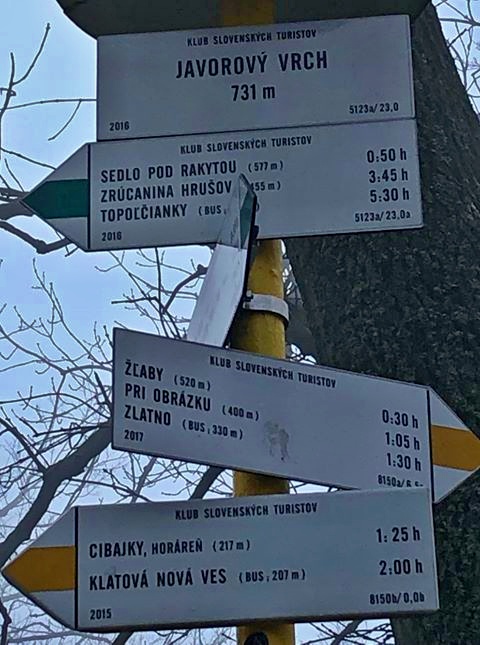 KLUB SLOVENSKÝCH TURISTOV
JAVOROVÝ VRCH
731 m
2016 5123a/23,0
KLUB SLOVENSKÝCH TURISTOV
SEDLO POD RAKYTOU (577 m) 0:50 h
ZRÚCANINA HRUŠOV 3:45 h
TOPOĽČIANKY (BUS, 5:30 h
2016 5123a/23,0a
KLUB SLOVENSKÝCH TURISTOV
ŽĽABY (520 m) 0:30 h
PRI OBRÁZKU (400 m) 1:05 h
ZLATNO (BUS, 330 m) 1:30 h
2017
KLUB SLOVENSKÝCH TURISTOV
CIBAJKY, HORÁREŇ (217 m) 1:25 h
KLATOVÁ NOVÁ VES (BUS, 207 m) 2:00 h
2015 8150b/0,0b